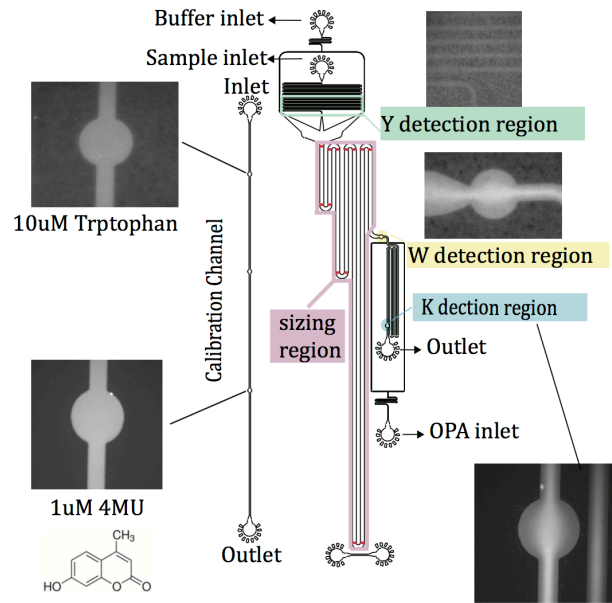 Buffer inlet
Sample inlet
Inlet
Y detection region
10uM Trptophan
Calibration Channel
W detection region
K dection region
sizing
region
Outlet
OPA inlet
1uM 4MU
Outlet
CH₃
HO
O
O